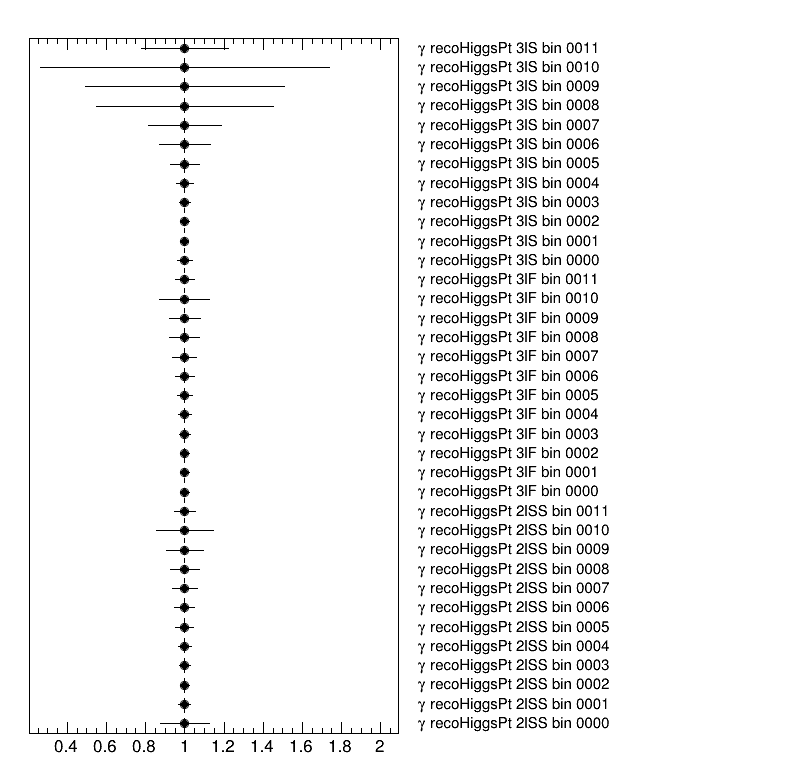 γ recoHiggsPt 3lS bin 0011
γ recoHiggsPt 3lS bin 0010
γ recoHiggsPt 3lS bin 0009
γ recoHiggsPt 3lS bin 0008
γ recoHiggsPt 3lS bin 0007
γ recoHiggsPt 3lS bin 0006
γ recoHiggsPt 3lS bin 0005
γ recoHiggsPt 3lS bin 0004
γ recoHiggsPt 3lS bin 0003
γ recoHiggsPt 3lS bin 0002
γ recoHiggsPt 3lS bin 0001
γ recoHiggsPt 3lS bin 0000
γ recoHiggsPt 3lF bin 0011
γ recoHiggsPt 3lF bin 0010
γ recoHiggsPt 3lF bin 0009
γ recoHiggsPt 3lF bin 0008
γ recoHiggsPt 3lF bin 0007
γ recoHiggsPt 3lF bin 0006
γ recoHiggsPt 3lF bin 0005
γ recoHiggsPt 3lF bin 0004
γ recoHiggsPt 3lF bin 0003
γ recoHiggsPt 3lF bin 0002
γ recoHiggsPt 3lF bin 0001
γ recoHiggsPt 3lF bin 0000
γ recoHiggsPt 2lSS bin 0011
γ recoHiggsPt 2lSS bin 0010
γ recoHiggsPt 2lSS bin 0009
γ recoHiggsPt 2lSS bin 0008
γ recoHiggsPt 2lSS bin 0007
γ recoHiggsPt 2lSS bin 0006
γ recoHiggsPt 2lSS bin 0005
γ recoHiggsPt 2lSS bin 0004
γ recoHiggsPt 2lSS bin 0003
γ recoHiggsPt 2lSS bin 0002
γ recoHiggsPt 2lSS bin 0001
γ recoHiggsPt 2lSS bin 0000
0.4 0.6 0.8 1 1.2 1.4 1.6 1.8 2